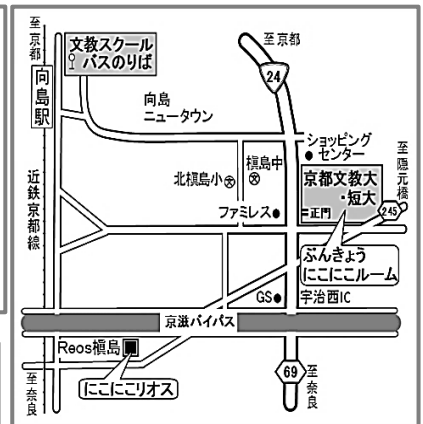 至京都
文教スクール
バスのりば
至京都
24
向島駅
向島
ニュータウン
ショッピング
センター
至隠元橋
槇島中
北槇島小
京都文教大
・短大
近鉄京都線
ファミレス
正門
245
ぶんきょう
にこにこルーム
GS
宇治西IC
京滋バイパス
Reos槇島
にこにこリオス
69
至奈良
至奈良